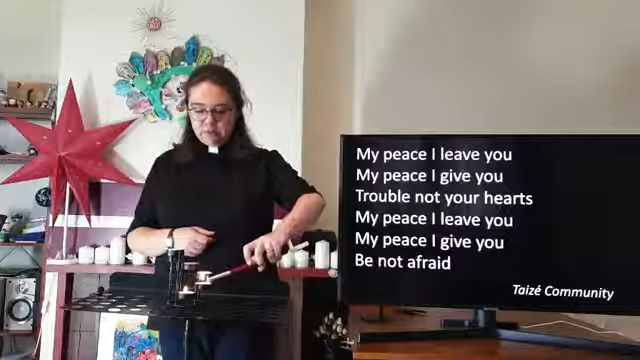 My peace I leave you
My peace I give you
Trouble not your hearts
My peace I leave you
My peace I give you
Be not afraid
Taizé Community